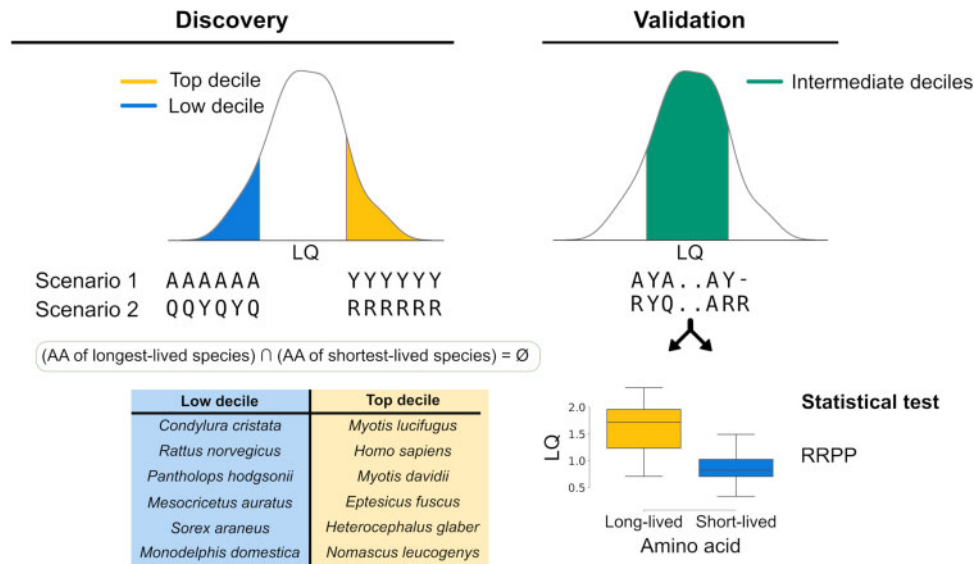 Discovery
Validation
Top decile
Low decile
Intermediate deciles
LQ
LQ
Scenario 1 AAAAAA YYYYYY
Scenario 2 QQYQYQ RRRRRR
AYA..AY-
RYQ..ARR
(AA of longest-lived species) ∩ (AA of shortest-lived species) = Ø
Low decile Top decile
Condylura cristata Myotis lucifugus
Rattus norvegicus Homo sapiens
Pantholops hodgsonii Myotis davidii
Mesocricetus auratus Eptesicus fuscus
Sorex araneus Heterocephalus glaber
Monodelphis domestica Nomascus leucogenys
LQ
2.0
1.5
1.0
0.5
Long-lived Short-lived
Amino acid
Statistical test
RRPP